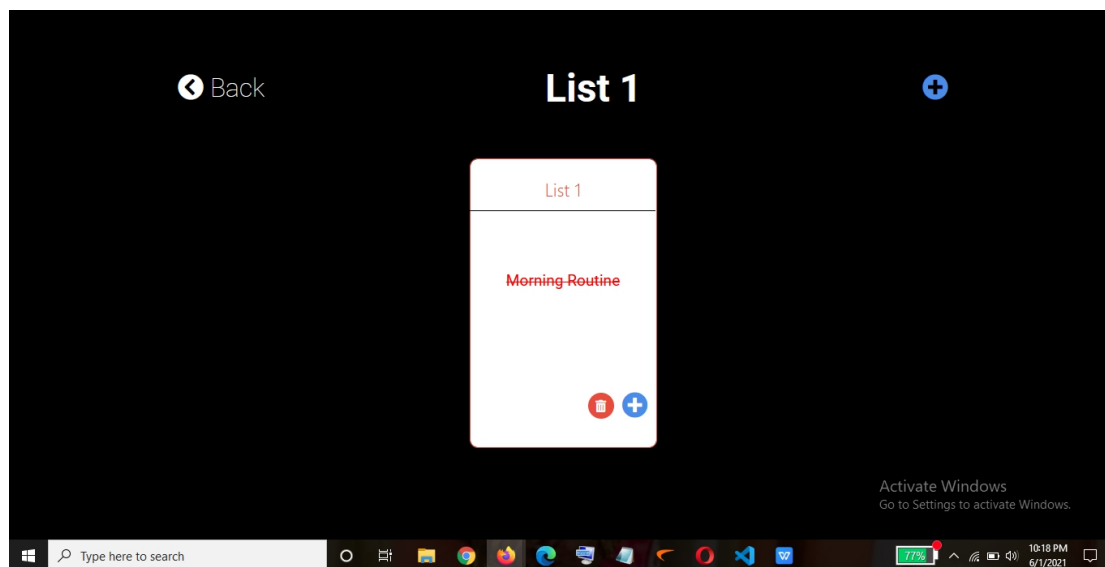 Back
List 1
List 1
Morning Routine
Activate Windows
Go to Settings to activate Windows.
Type here to search
77%
10:18 PM
6/1/2021